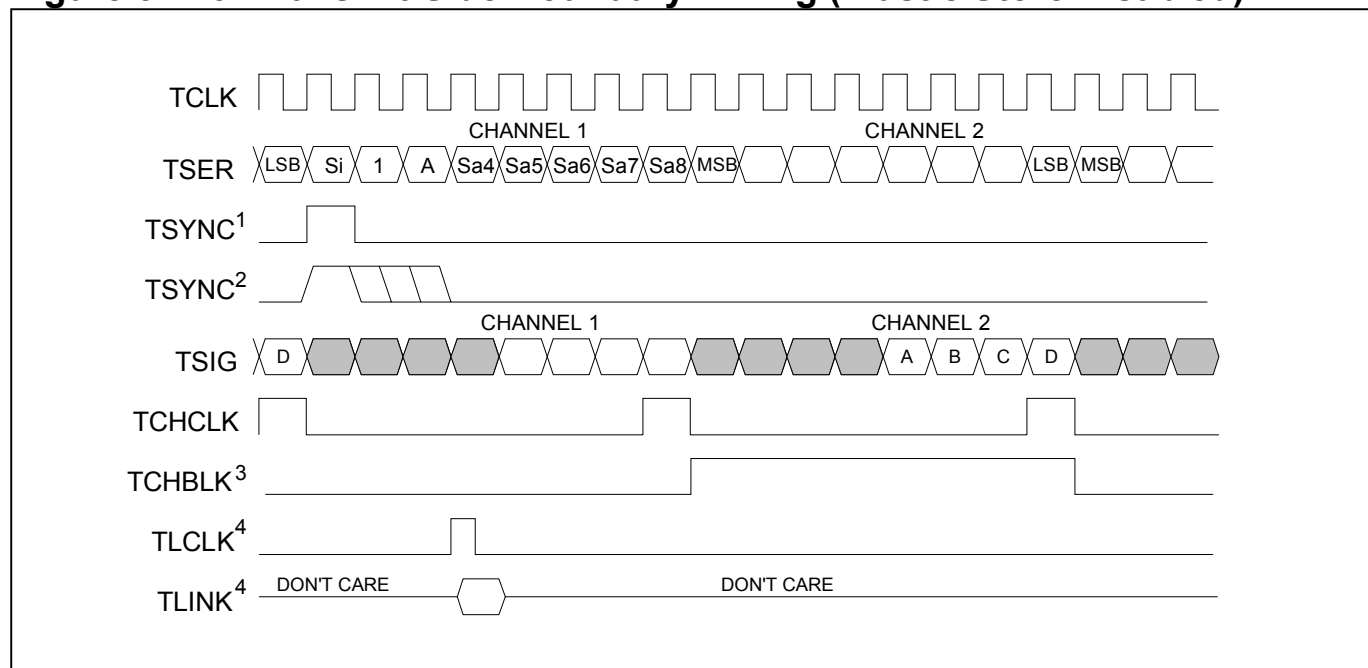 TCLK
CHANNEL 1 CHANNEL 2
TSER LSB Si 1 A Sa4 Sa5 Sa6 Sa7 Sa8 MSB LSB MSB
TSYNC1
TSYNC2
CHANNEL 1 CHANNEL 2
TSIG D A B C D
TCHCLK
TCHBLK3
TLCLK4
TLINK4 DON'T CARE DON'T CARE